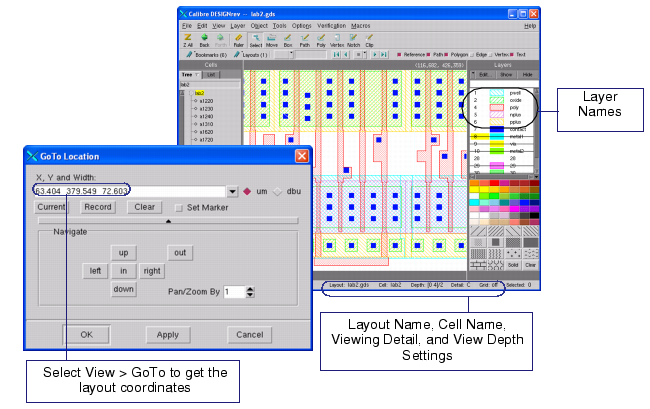 Calibre DESIGNrev - lab2.gds
File Edit View Layer Object Tools Options Verification Macros Help
Z All Back Ruler Select Move Box Path Poly Vertex Notch Clip
Bookmarks (0) Layouts (1) Reference Path Polygon Edge Vertex Text
Cells (116.682, 426.359) Layers
Tree List Edit... Show Hide
lab2
lab2
x1220
x1230
x1240
x1620
x1720
pwell
2 oxide
4 poly
5 nplus
6 pplus
7 contact
8 metal1
9 via
10 metal2
28 28
25 25
30 30
Solid Clear
Layout: lab2.gds Cell: lab2 Depth: [0 4]/2 Detail: C Grid: Off Selected: 0
Layer
Names
GoTo Location
X, Y and Width:
63.404 379.549 72.603 um dbu
Current Record Clear Set Marker
Navigate
up out
left in right
down Pan/Zoom By 1
OK Apply Cancel
Layout Name, Cell Name,
Viewing Detail, and View Depth
Settings
Select View > GoTo to get the
layout coordinates